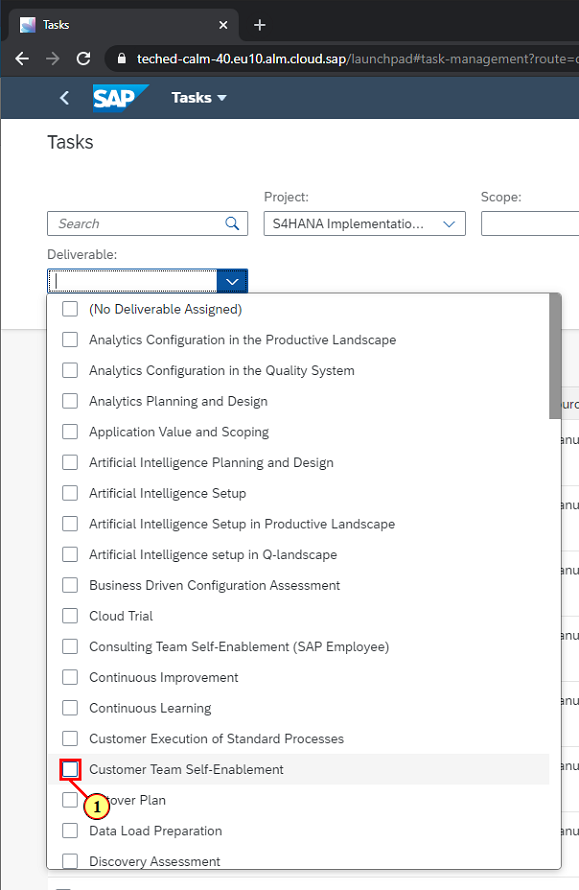 Tasks
teched-calm-40.eu10.alm.cloud.sap/launchpad#task-management?route=
SAP Tasks
Tasks
Project: Scope:
Search S4HANA Implementatio...
Deliverable:
(No Deliverable Assigned)
Analytics Configuration in the Productive Landscape
Analytics Configuration in the Quality System
Analytics Planning and Design
Application Value and Scoping
Artificial Intelligence Planning and Design
Artificial Intelligence Setup
Artificial Intelligence Setup in Productive Landscape
Artificial Intelligence setup in Q-landscape
Business Driven Configuration Assessment
Cloud Trial
Consulting Team Self-Enablement (SAP Employee)
Continuous Improvement
Continuous Learning
Customer Execution of Standard Processes
Customer Team Self-Enablement
1 tover Plan
Data Load Preparation
Discovery Assessment